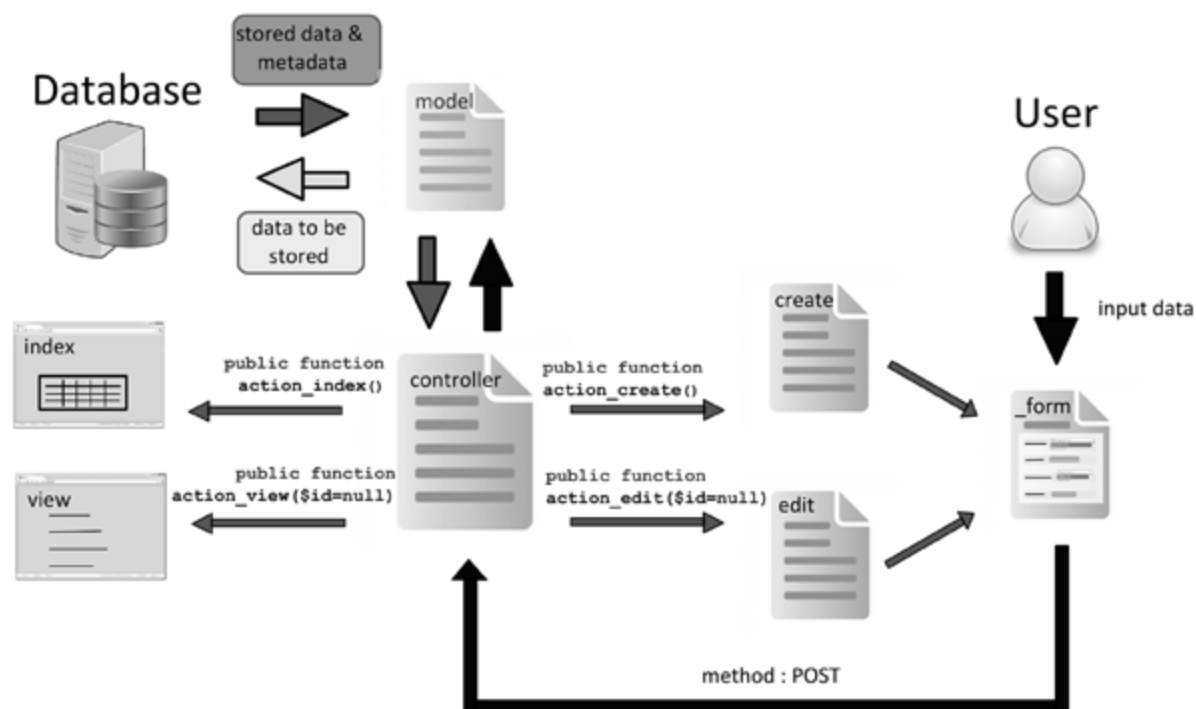 stored data &
metadata
Database
model
User
data to be
stored
create
input data
index
public function
action_index()
controller
public function
action_create()
_form
view
public function
action_view($id=null)
public function
action_edit($id=null)
edit
method : POST